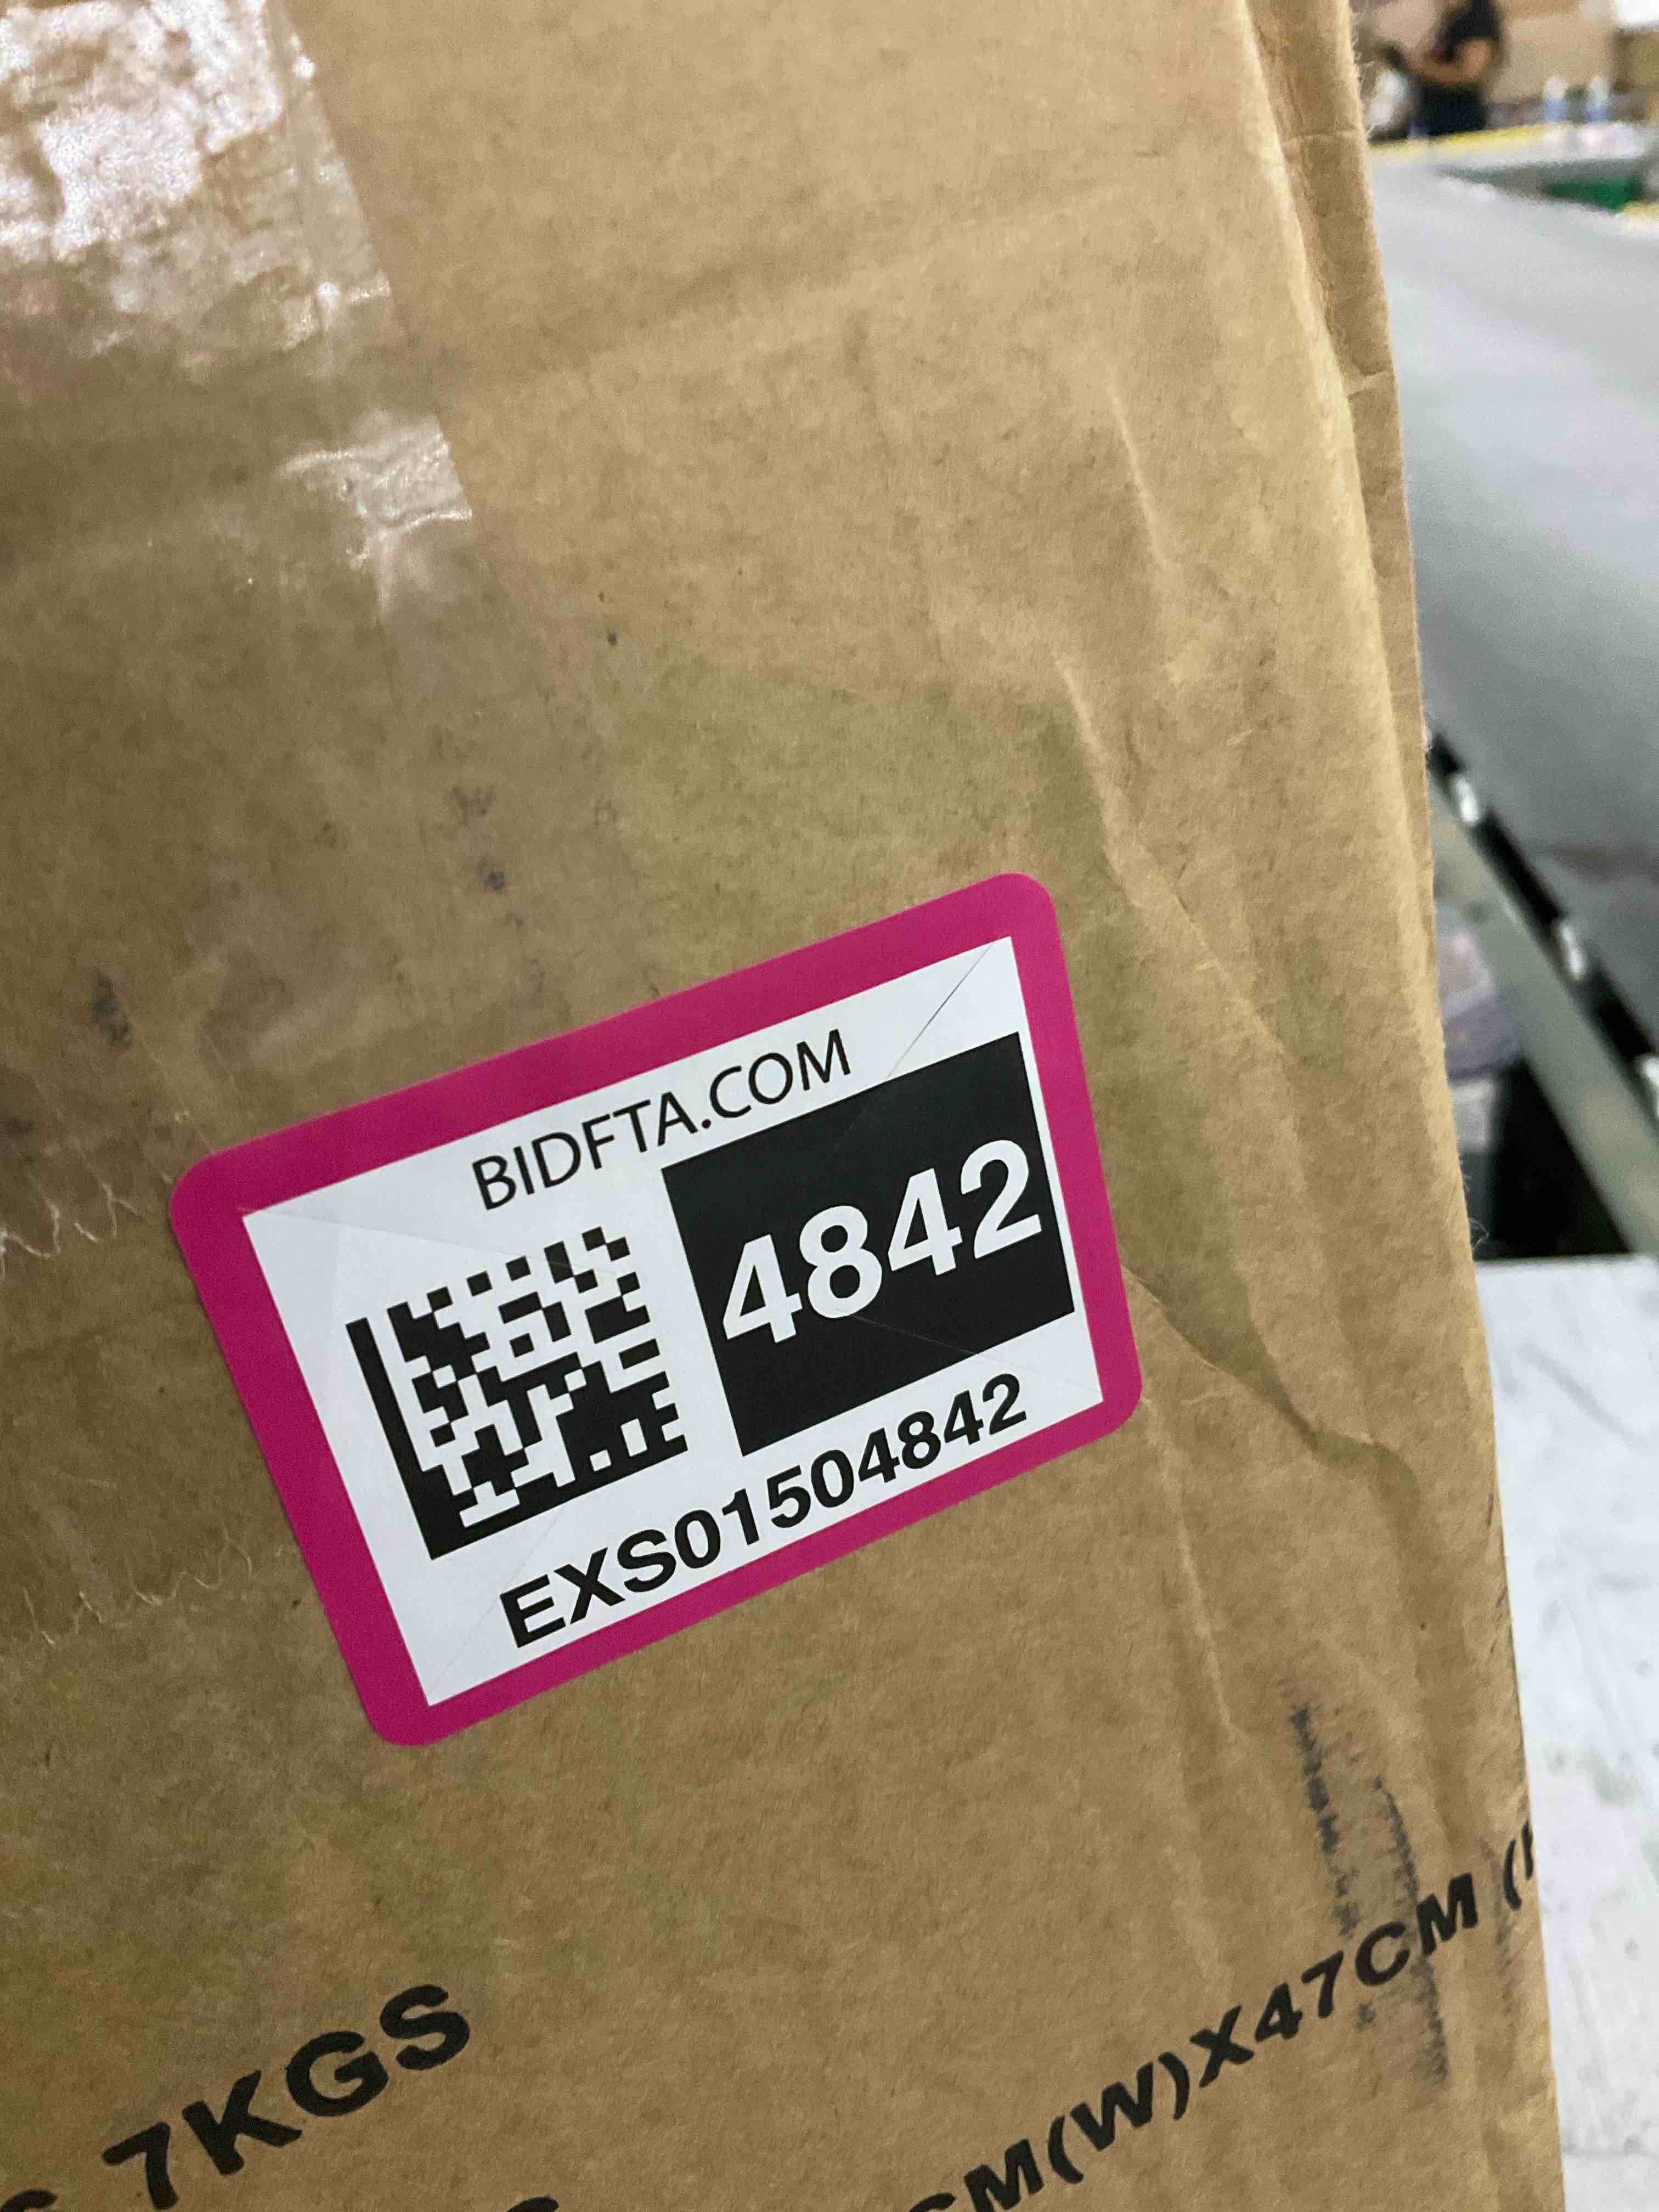 BIDFTA.COM
4842
EXS01504842
7KGS
CM(W)X47CM (